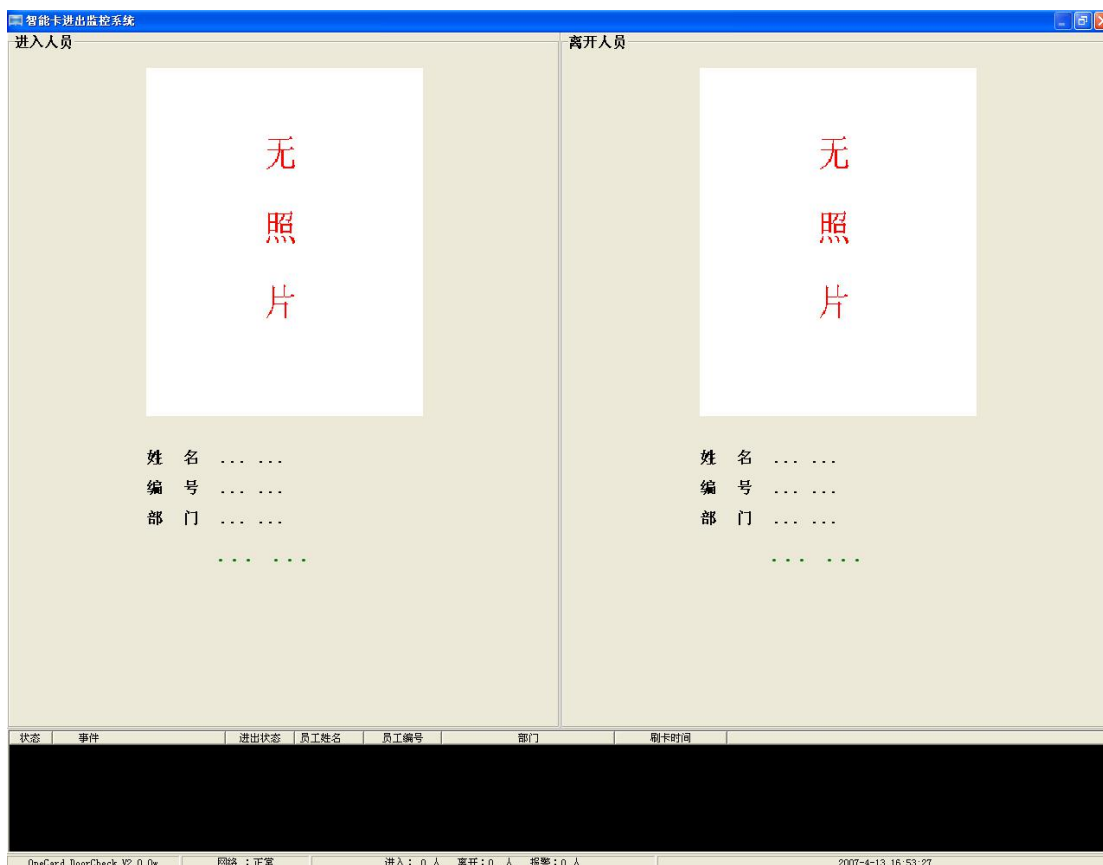 智能卡进出监控系统
进入人员
无
照
片
姓 名 ... ...
编 号 ... ...
部 门 ... ...
... ...
离开人员
无
照
片
姓 名 ... ...
编 号 ... ...
部 门 ... ...
... ...
状态 事件 进出状态 员工姓名 员工编号 部门 刷卡时间
OneCard DoorCheck V2.0.0w 网络 :正常 进入: 0 人 离开:0 人 报警:0 人 2007-4-13 16:53:27